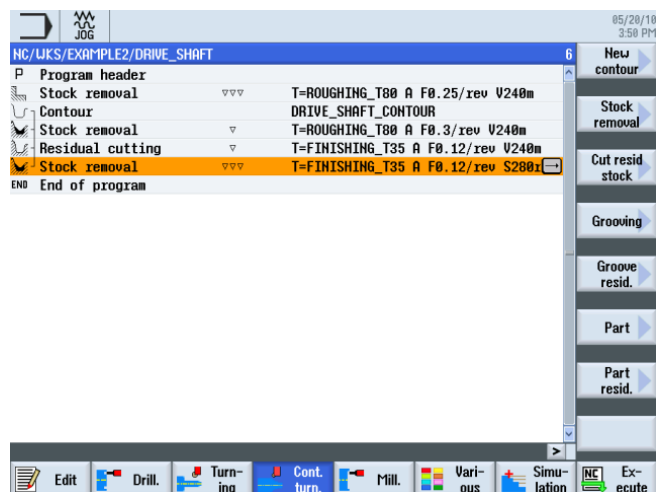 JOG
05/20/10
3:50 PM
NC/WKS/EXAMPLE2/DRIVE_SHAFT 6
P Program header
Stock removal ▽▽▽ T=ROUGHING_T80 A F0.25/rev V240m
Contour DRIVE_SHAFT_CONTOUR
Stock removal ▽ T=ROUGHING_T80 A F0.3/rev V240m
Residual cutting ▽ T=FINISHING_T35 A F0.12/rev V240m
Stock removal ▽▽▽ T=FINISHING_T35 A F0.12/rev S280r
END End of program
New
contour
Stock
removal
Cut resid
stock
Grooving
Groove
resid.
Part
Part
resid.
Edit
Drill.
Turn-
ing
Cont.
turn.
Mill.
Vari-
ous
Simu-
lation
NC Ex-
ecute